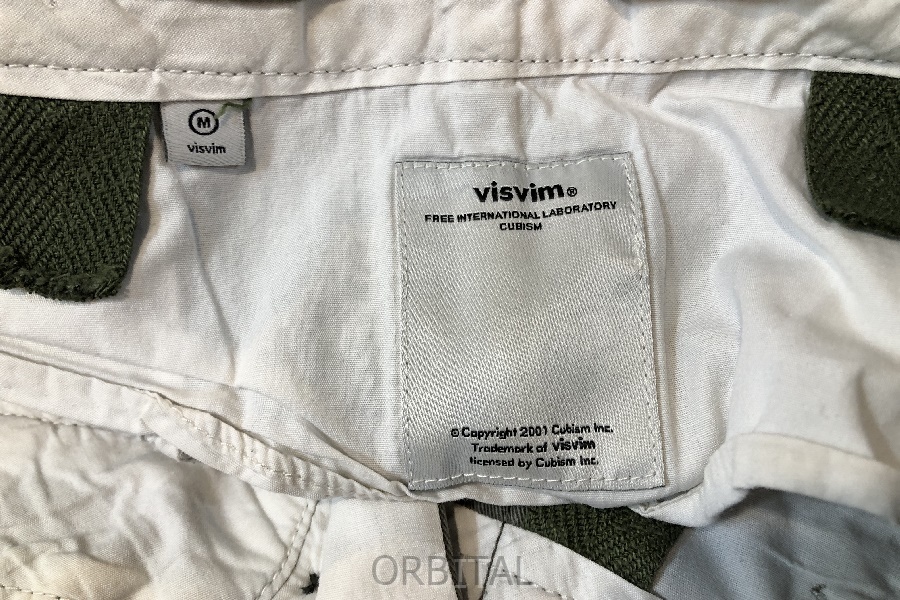 M
visvim
visvim®
FREE INTERNATIONAL LABORATORY
CUBISM
© Copyright 2001 Cubism Inc.
Trademark of visvim
licensed by Cubism Inc.
ORBITAL